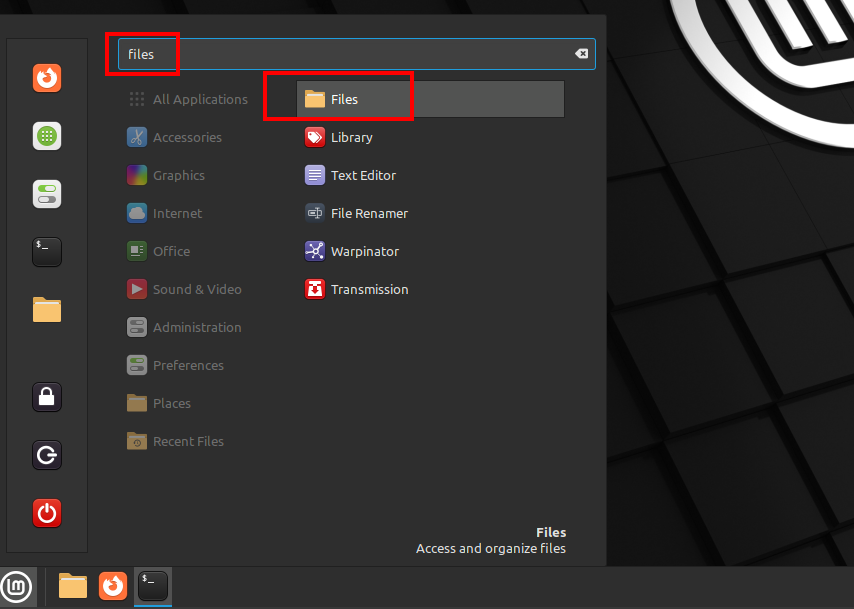 files
All Applications
Accessories
Graphics
Internet
Office
Sound & Video
Administration
Preferences
Places
Recent Files
Files
Library
Text Editor
File Renamer
Warpinator
Transmission
Files
Access and organize files
$_
$_
lm